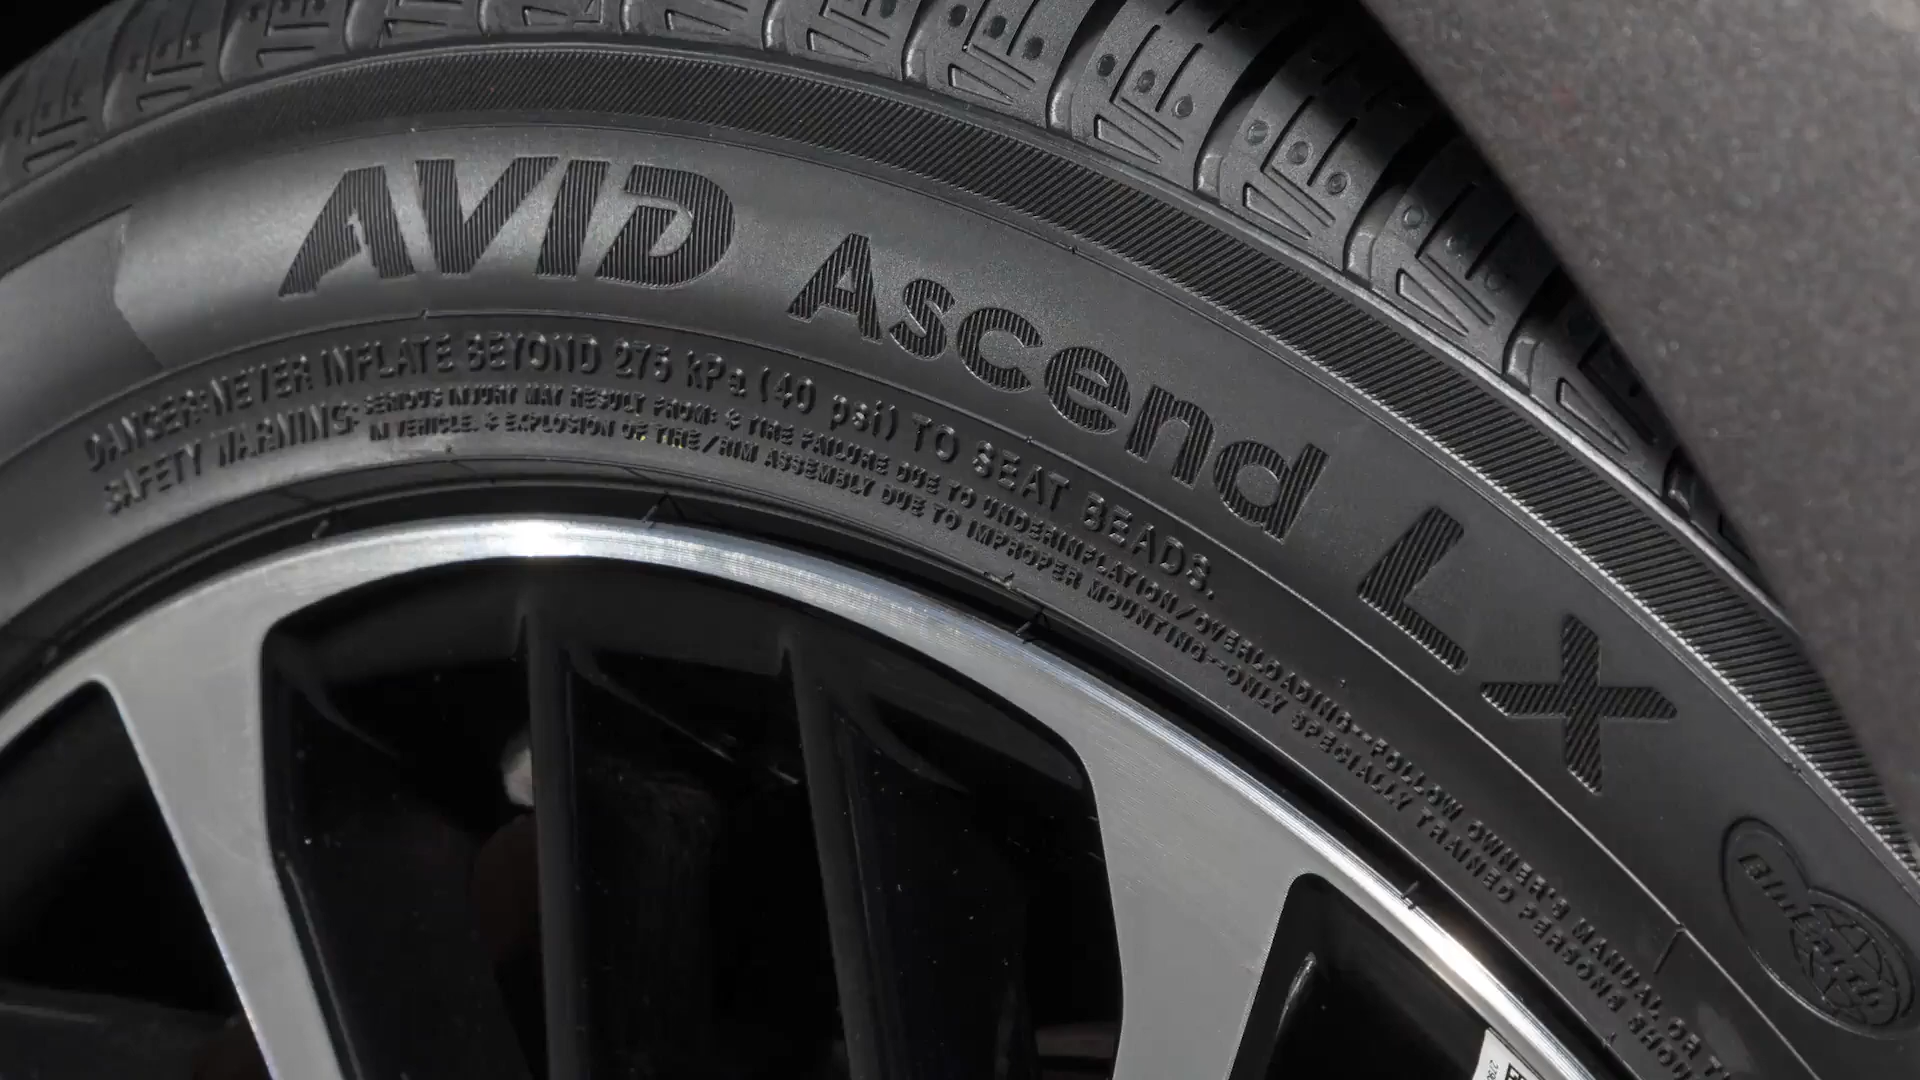 AVID Ascend LX
DANGER: NEVER INFLATE BEYOND 275 kPa (40 psi) TO SEAT BEADS.
SAFETY WARNING: SERIOUS INJURY MAY RESULT FROM: TIRE FAILURE DUE TO UNDERINFLATION/OVERLOADING--FOLLOW OWNER'S MANUAL OR
IN VEHICLE. EXPLOSION OF TIRE/RIM ASSEMBLY DUE TO IMPROPER MOUNTING--ONLY SPECIALLY TRAINED PERSONS
BluEarth